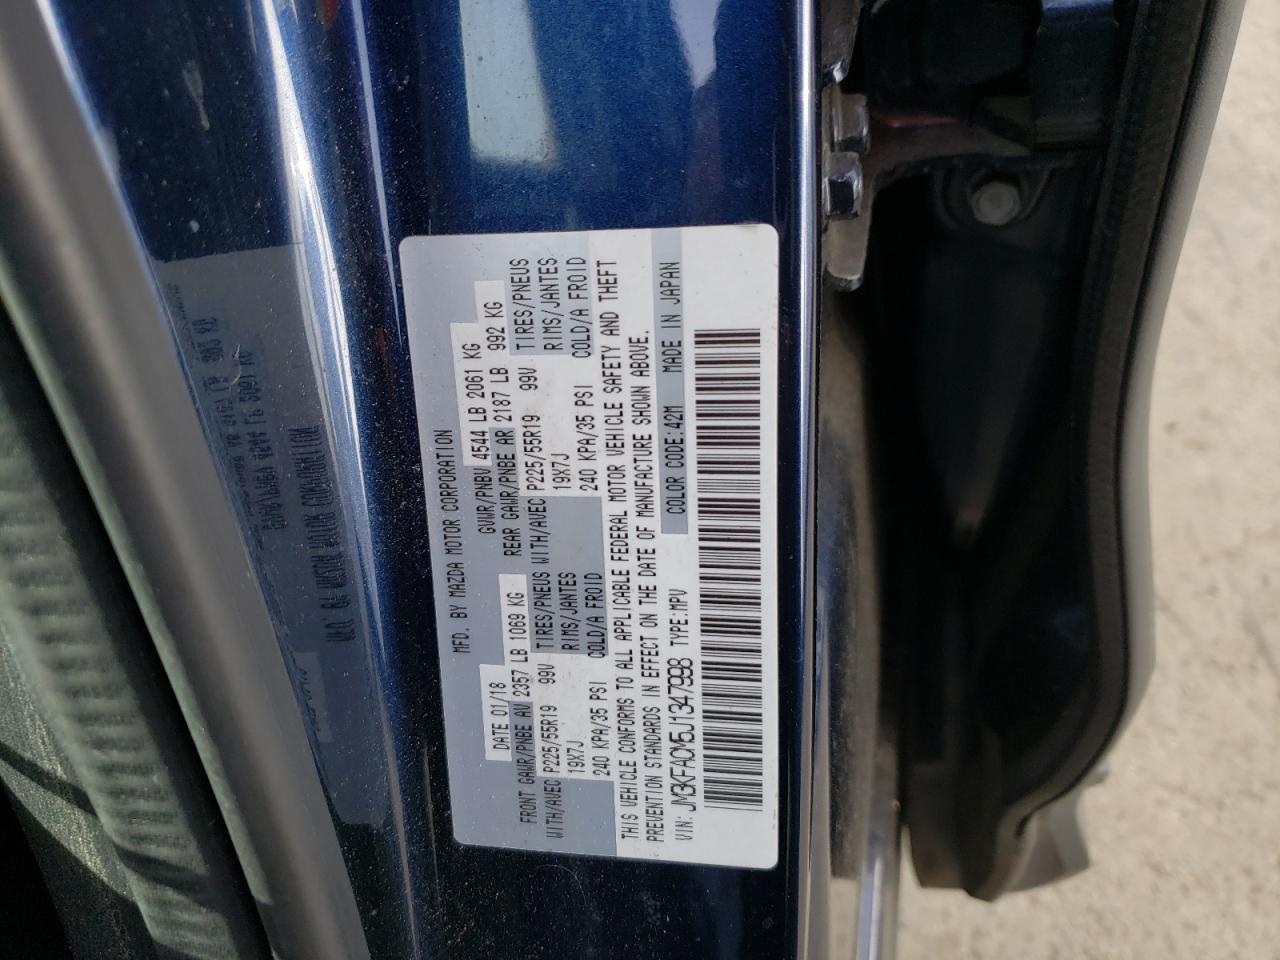 MFD. BY MAZDA MOTOR CORPORATION
DATE 01/18 GVWR/PNBV 4544 LB 2061 KG
FRONT GAWR/PNBE AV 2357 LB 1069 KG REAR GAWR/PNBE AR 2187 LB 992 KG
WITH/AVEC P225/55R19 99V TIRES/PNEUS WITH/AVEC P225/55R19 99V TIRES/PNEUS
19X7J RIMS/JANTES 19X7J RIMS/JANTES
240 KPA/35 PSI COLD/A FROID 240 KPA/35 PSI COLD/A FROID
THIS VEHICLE CONFORMS TO ALL APPLICABLE FEDERAL MOTOR VEHICLE SAFETY AND THEFT
PREVENTION STANDARDS IN EFFECT ON THE DATE OF MANUFACTURE SHOWN ABOVE.
VIN: JM3KFACM5J1347998 TYPE:MPV COLOR CODE:42M MADE IN JAPAN